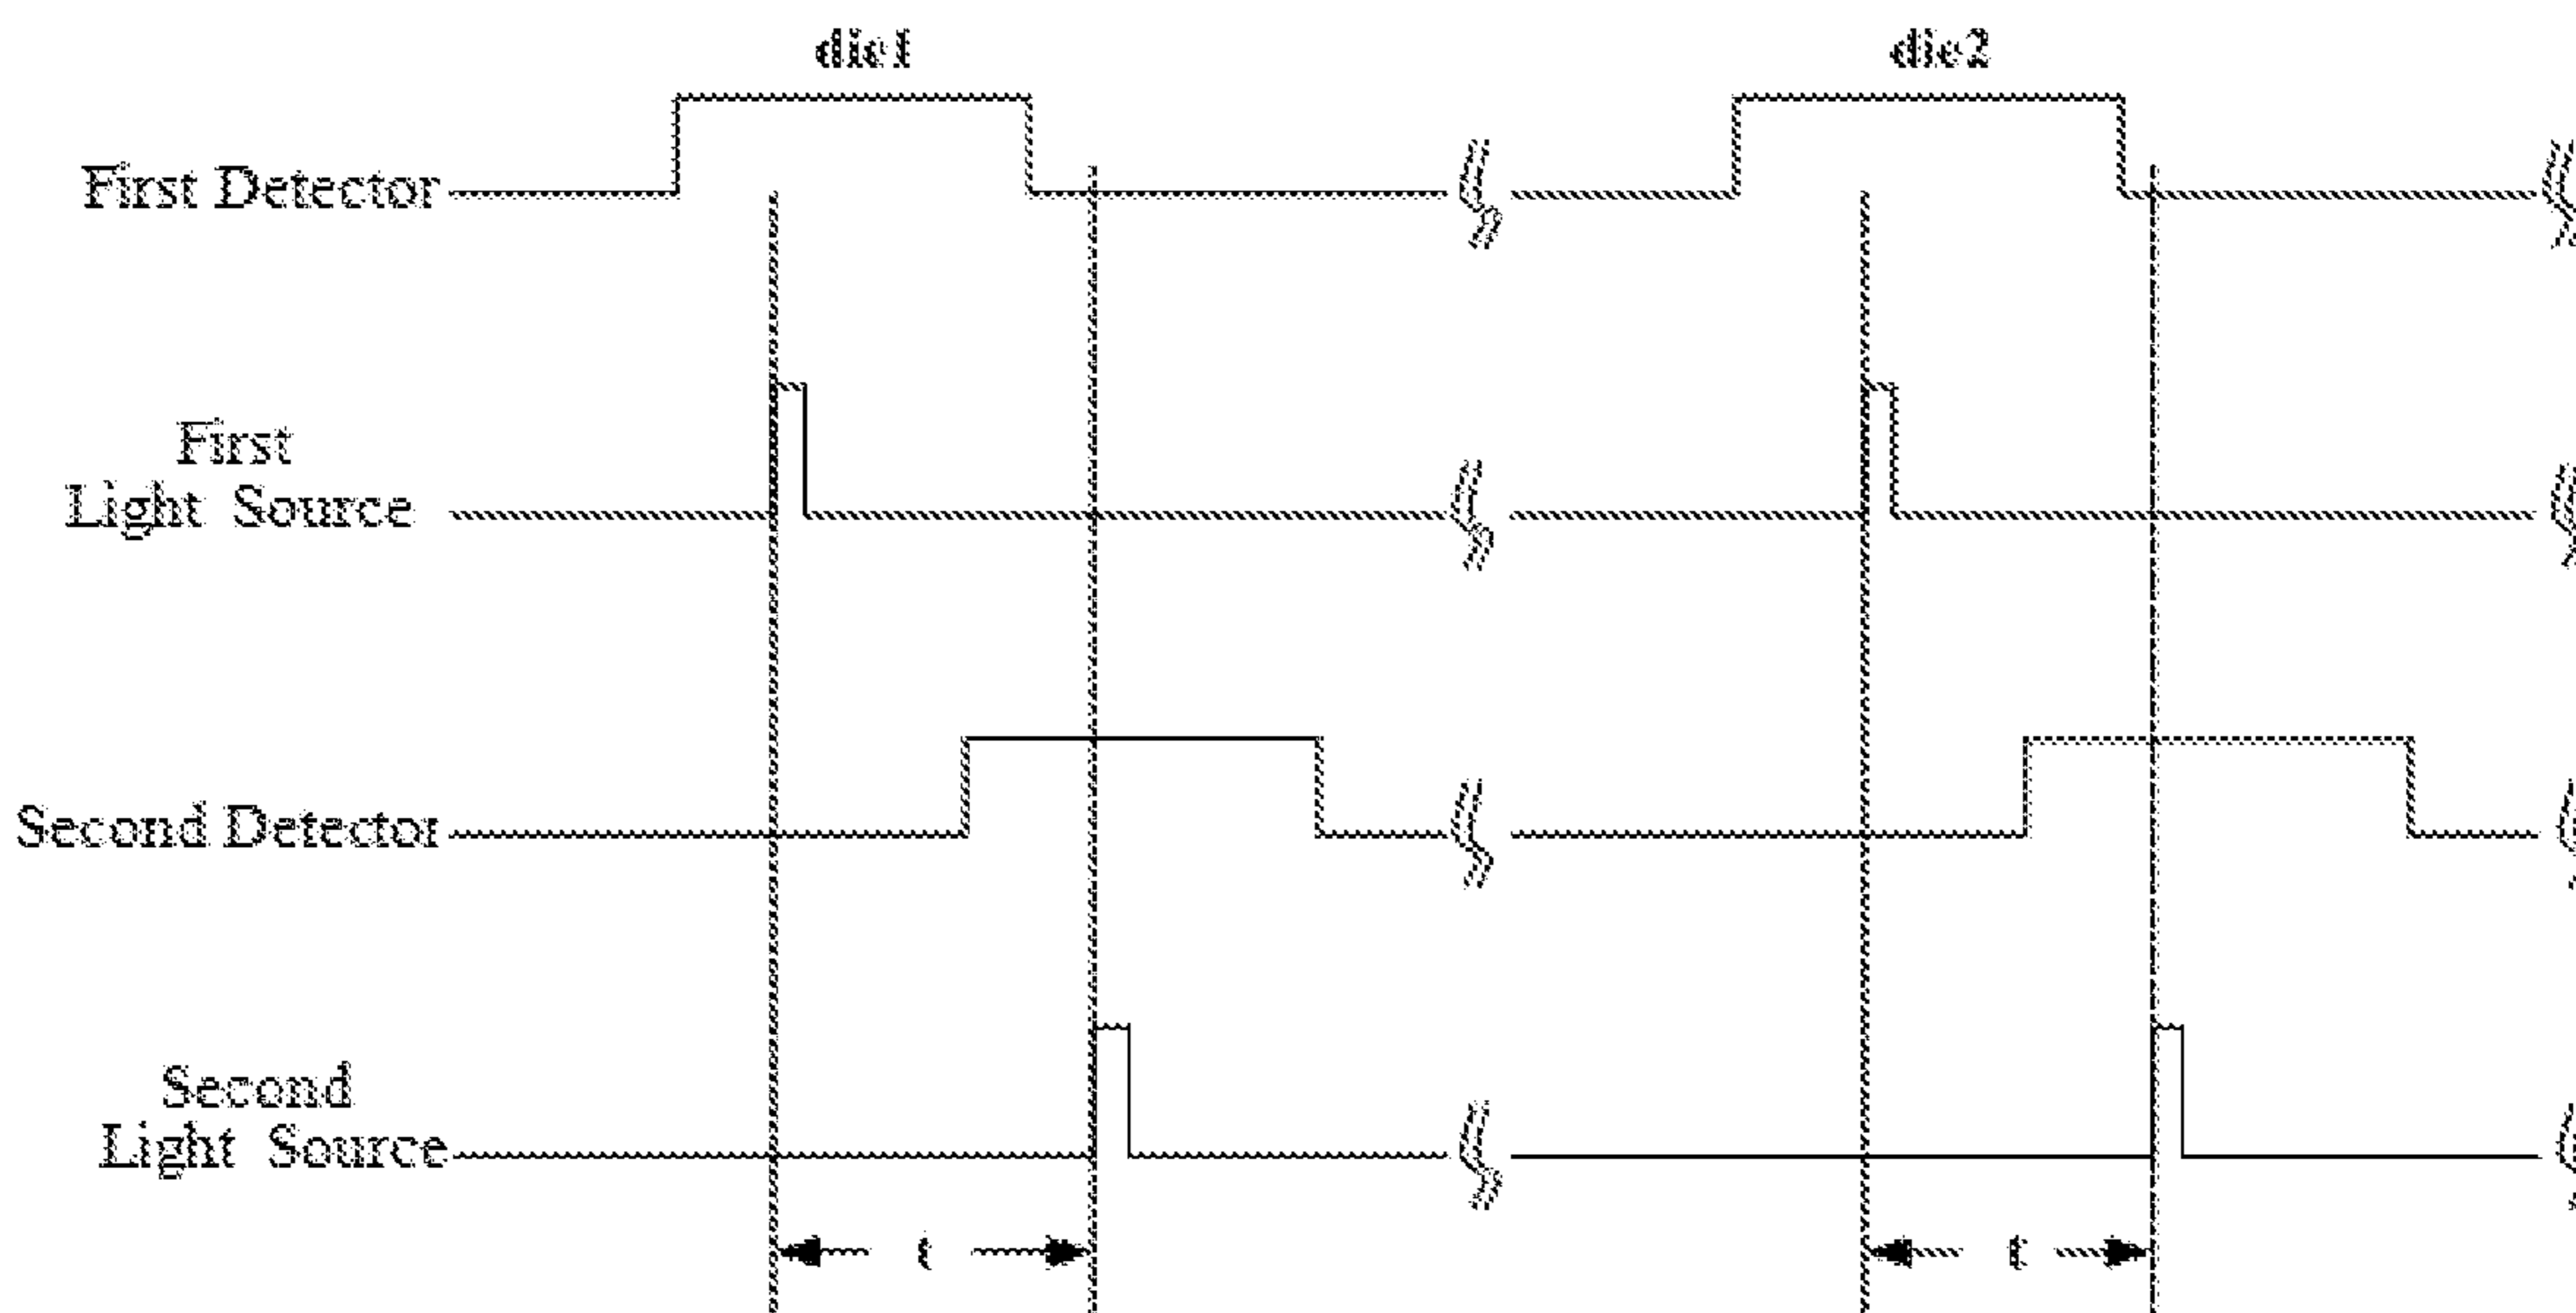 die1
die2
First Detector
First
Light Source
Second Detector
Second
Light Source
t
t